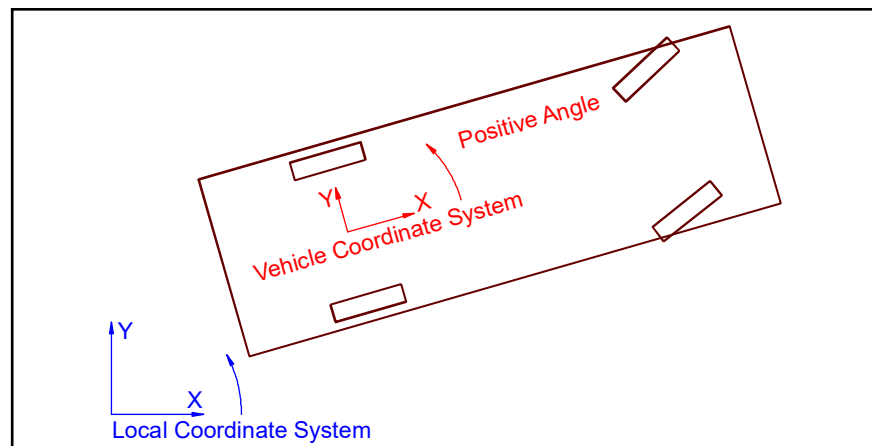 Positive Angle
Y
X
Vehicle Coordinate System
Y
X
Local Coordinate System